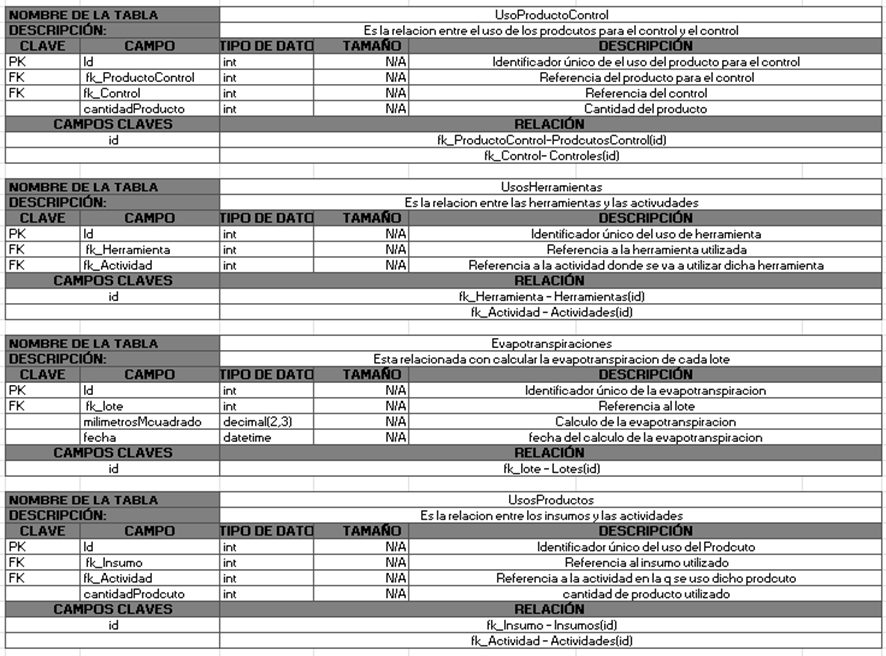 NOMBRE DE LA TABLA UsoProductoControl
DESCRIPCIÓN: Es la relacion entre el uso de los prodcutos para el control y el control
CLAVE CAMPO TIPO DE DATO TAMAÑO DESCRIPCIÓN
PK Id int N/A Identificador único de el uso del producto para el control
FK fk_ProductoControl int N/A Referencia del producto para el control
FK fk_Control int N/A Referencia del control
cantidadProducto int N/A Cantidad del producto
CAMPOS CLAVES RELACIÓN
id fk_ProductoControl-ProdcutosControl(id)
fk_Control- Controles(id)
NOMBRE DE LA TABLA UsosHerramientas
DESCRIPCIÓN: Es la relacion entre las herramientas y las activudades
CLAVE CAMPO TIPO DE DATO TAMAÑO DESCRIPCIÓN
PK Id int N/A Identificador único del uso de herramienta
FK fk_Herramienta int N/A Referencia a la herramienta utilizada
FK fk_Actividad int N/A Referencia a la actividad donde se va a utilizar dicha herramienta
CAMPOS CLAVES RELACIÓN
id fk_Herramienta - Herramientas(id)
fk_Actividad - Actividades(id)
NOMBRE DE LA TABLA Evapotranspiraciones
DESCRIPCIÓN: Esta relacionada con calcular la evapotranspiracion de cada lote
CLAVE CAMPO TIPO DE DATO TAMAÑO DESCRIPCIÓN
PK Id int N/A Identificador único de la evapotranspiracion
FK fk_lote int N/A Referencia al lote
milimetrosMcuadrado decimal(2,3) N/A Calculo de la evapotranspiracion
fecha datetime N/A fecha del calculo de la evapotranspiracion
CAMPOS CLAVES RELACIÓN
id fk_lote - Lotes(id)
NOMBRE DE LA TABLA UsosProductos
DESCRIPCIÓN: Es la relacion entre los insumos y las actividades
CLAVE CAMPO TIPO DE DATO TAMAÑO DESCRIPCIÓN
PK Id int N/A Identificador único del uso del Prodcuto
FK fk_Insumo int N/A Referencia al insumo utilizado
FK fk_Actividad int N/A Referencia a la actividad en la q se uso dicho prodcuto
cantidadProdcuto int N/A cantidad de producto utilizado
CAMPOS CLAVES RELACIÓN
id fk_Insumo - Insumos(id)
fk_Actividad - Actividades(id)